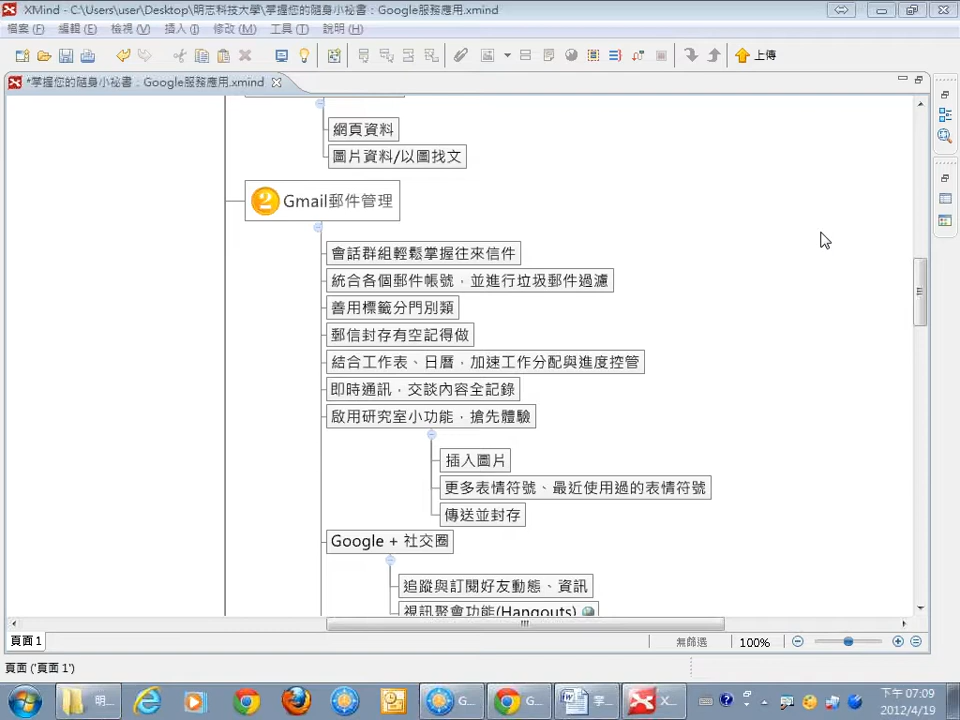 XMind - C:\Users\user\Desktop\明志科技大學\掌握您的隨身小祕書：Google服務應用.xmind
檔案 (F) 編輯 (E) 檢視 (V) 插入 (I) 修改 (M) 工具 (T) 說明 (H)
上傳
*掌握您的隨身小祕書：Google服務應用.xmind
網頁資料
圖片資料/以圖找文
2 Gmail郵件管理
會話群組輕鬆掌握往來信件
統合各個郵件帳號，並進行垃圾郵件過濾
善用標籤分門別類
郵信封存有空記得做
結合工作表、日曆，加速工作分配與進度控管
即時通訊，交談內容全記錄
啟用研究室小功能，搶先體驗
插入圖片
更多表情符號、最近使用過的表情符號
傳送並封存
Google + 社交圈
追蹤與訂閱好友動態、資訊
視訊聚會功能(Hangouts)
頁面 1
無篩選 100%
頁面 ('頁面 1')
明... G... G... 掌... X...
下午 07:09
2012/4/19